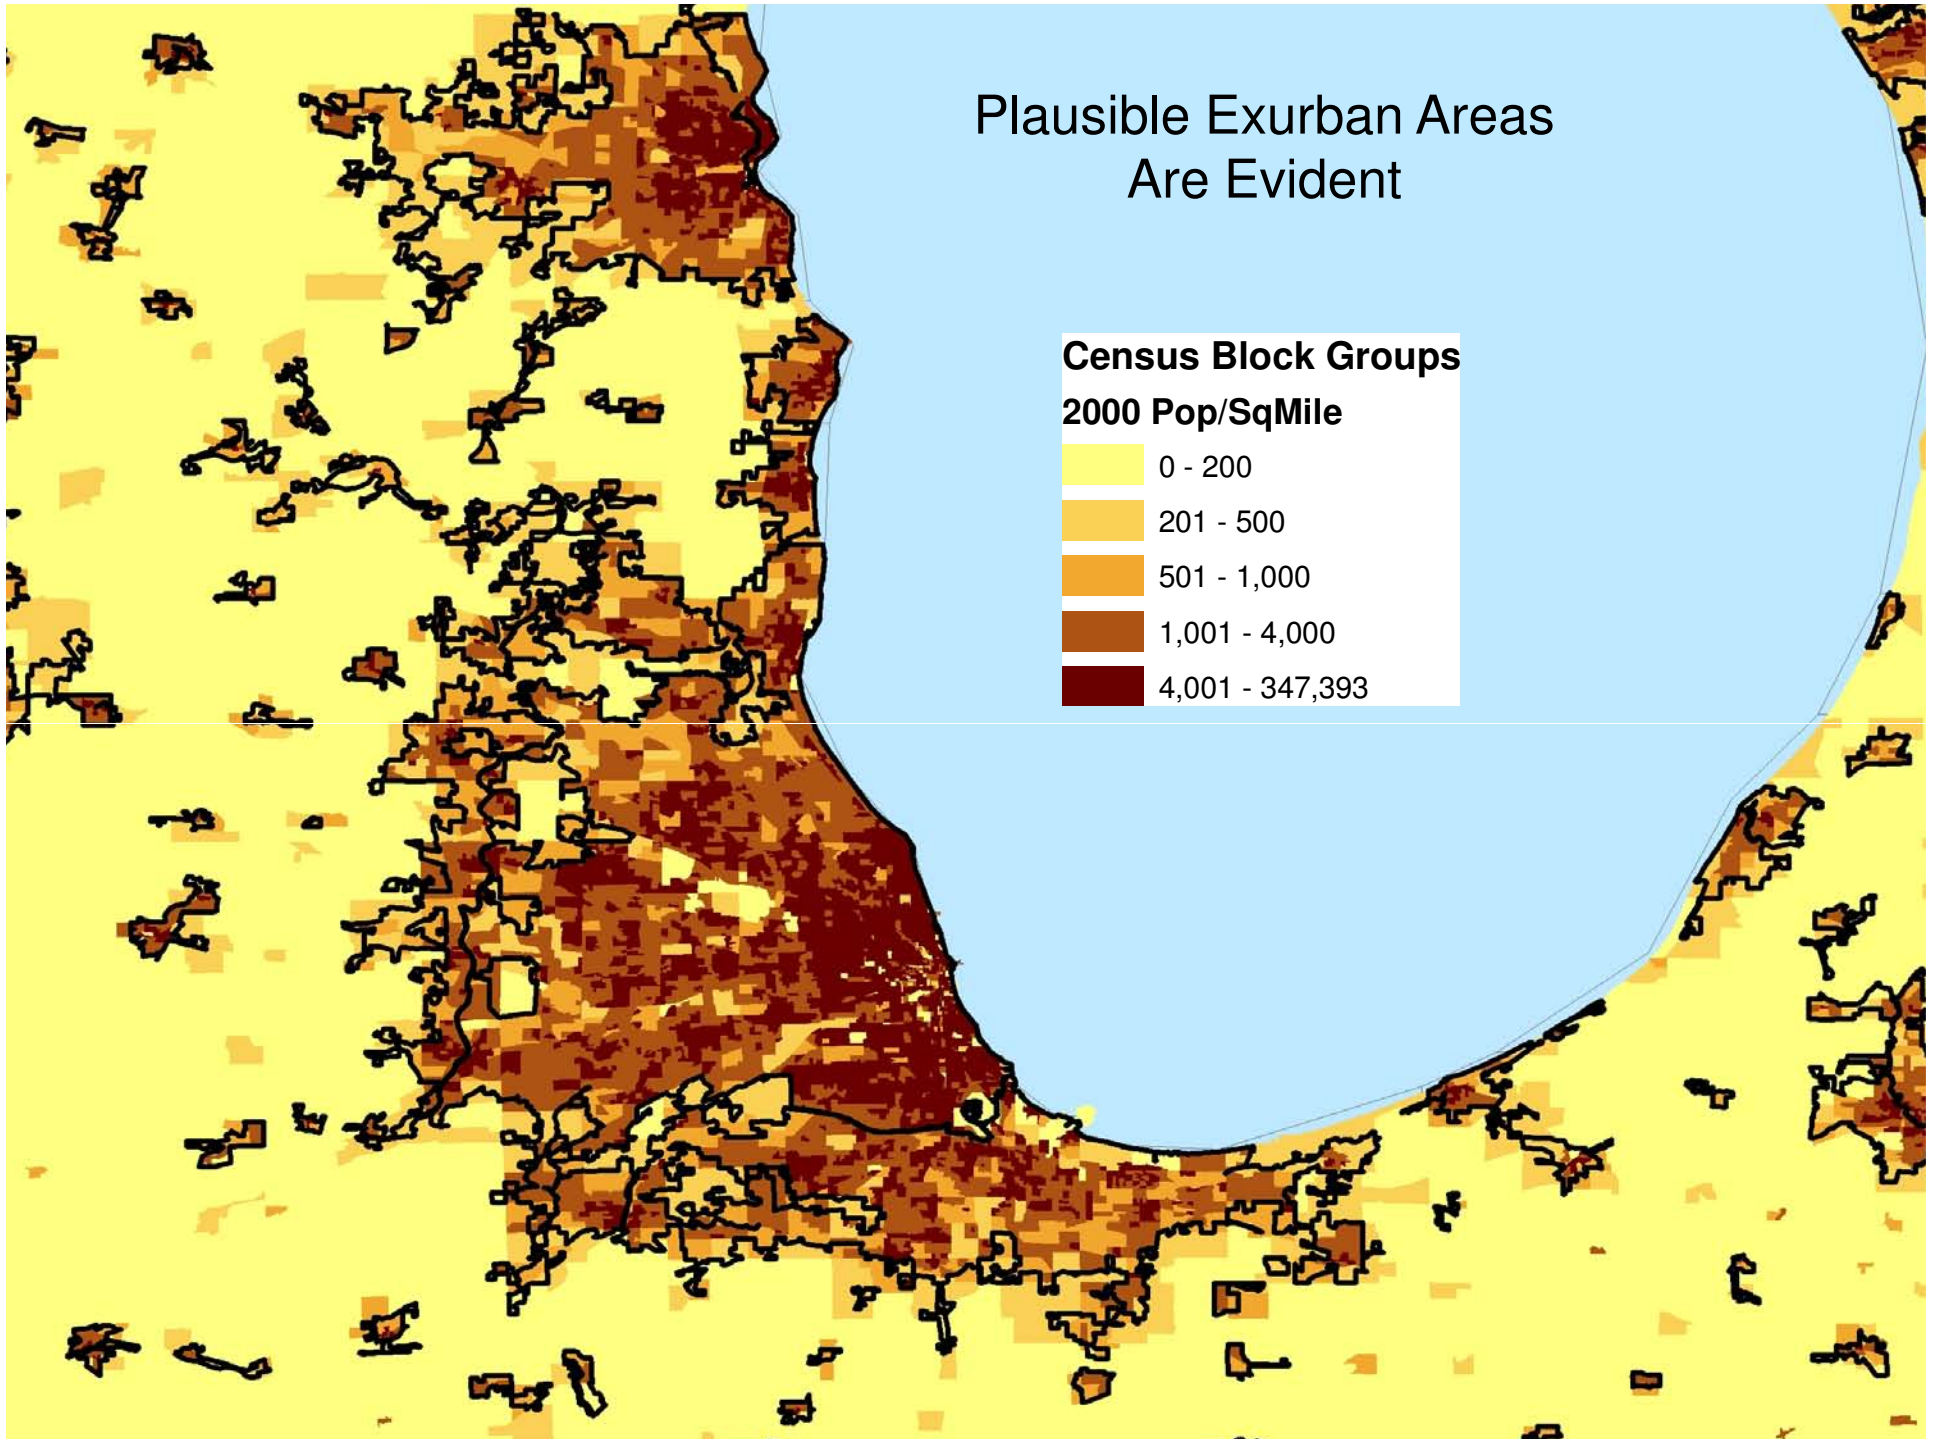 Plausible Exurban Areas
Are Evident
Census Block Groups
2000 Pop/SqMile
0 - 200
201 - 500
501 - 1,000
1,001 - 4,000
4,001 - 347,393